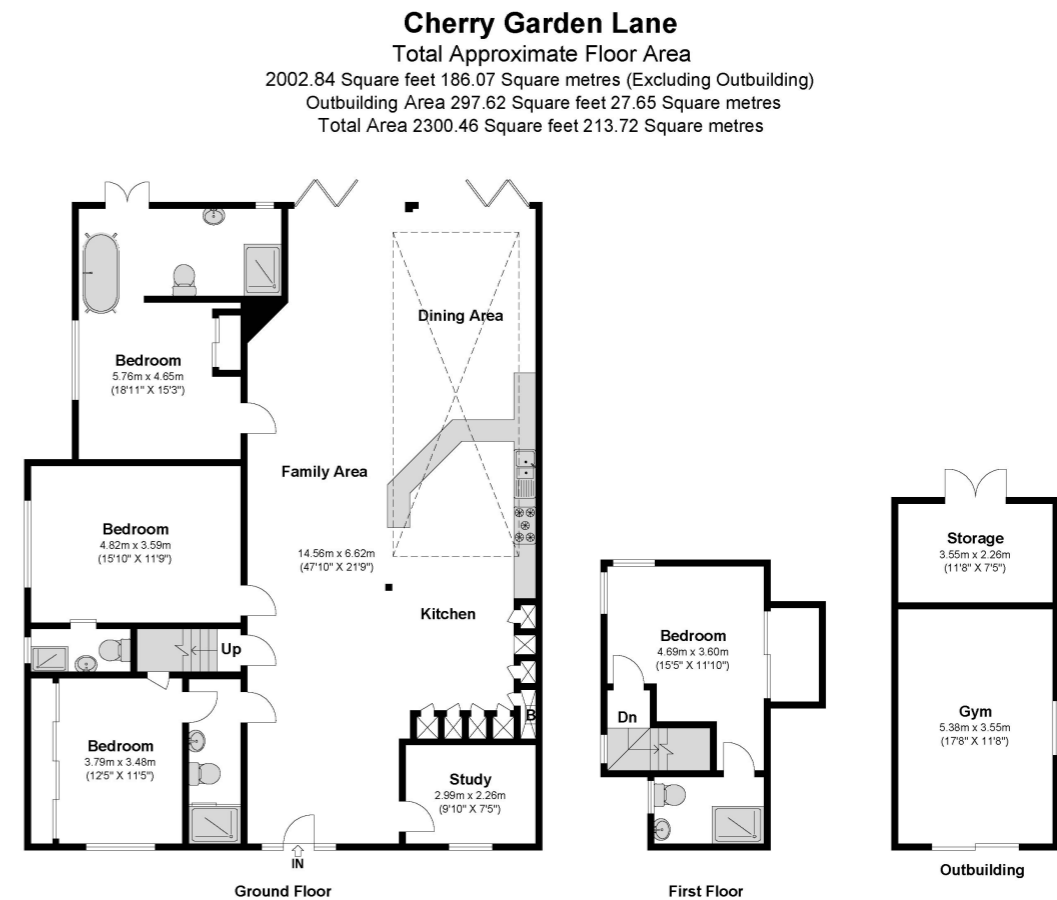 Cherry Garden Lane
Total Approximate Floor Area
2002.84 Square feet 186.07 Square metres (Excluding Outbuilding)
Outbuilding Area 297.62 Square feet 27.65 Square metres
Total Area 2300.46 Square feet 213.72 Square metres
Dining Area
Bedroom
5.76m x 4.65m
(18'11" X 15'3")
Family Area
Bedroom
4.82m x 3.59m
(15'10" X 11'9")
14.56m x 6.62m
(47'10" X 21'9")
Kitchen
Up
B
Bedroom
3.79m x 3.48m
(12'5" X 11'5")
Study
2.99m x 2.26m
(9'10" X 7'5")
IN
Ground Floor
Bedroom
4.69m x 3.60m
(15'5" X 11'10")
Dn
First Floor
Storage
3.55m x 2.26m
(11'8" X 7'5")
Gym
5.38m x 3.55m
(17'8" X 11'8")
Outbuilding